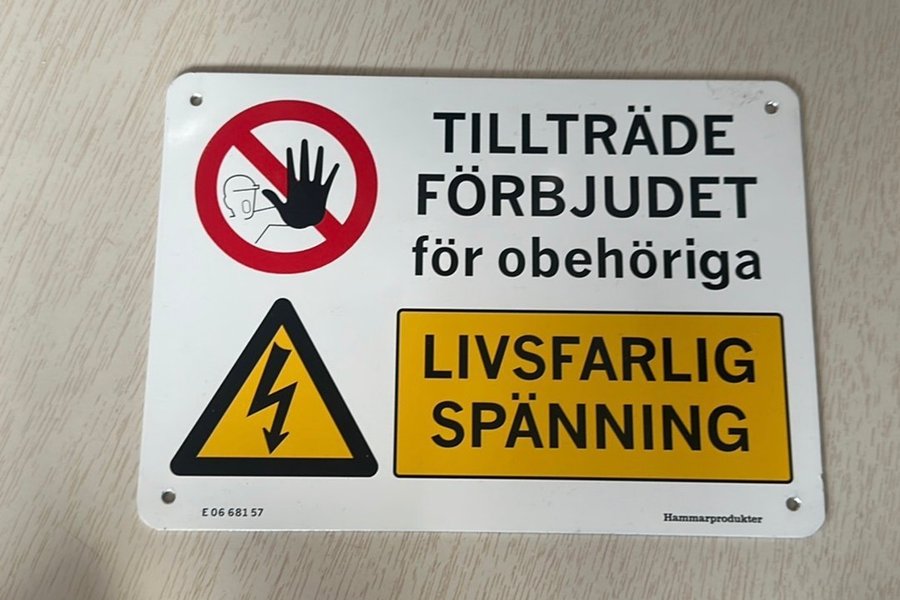 TILLTRÄDE
FÖRBJUDET
för obehöriga
LIVSFARLIG
SPÄNNING
E 06 681 57
Hammarprodukter